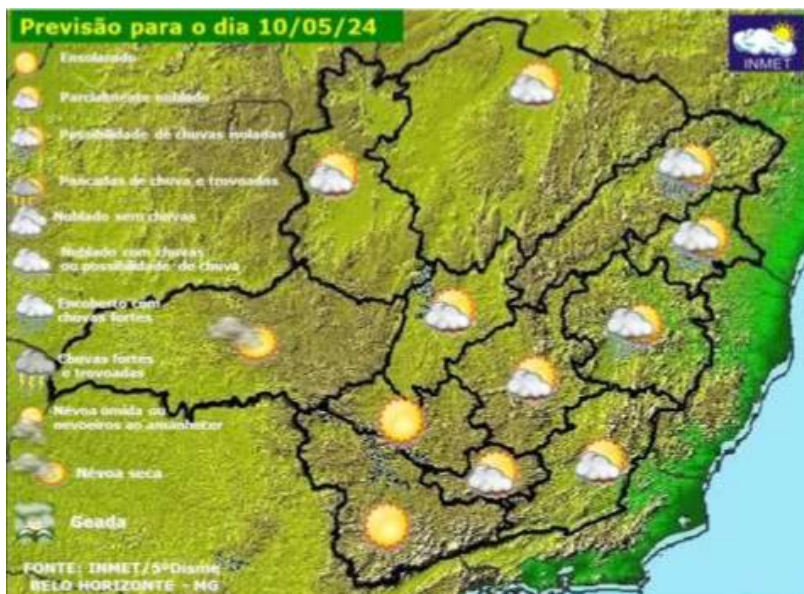 Previsão para o dia 10/05/24
INMET
Ensolarado
Parcialmente nublado
Possibilidade de chuvas isoladas
Pancadas de chuva e trovoadas
Nublado sem chuvas
Nublado com chuvas
ou possibilidade de chuva
Encoberto com
chuvas fortes
Chuvas fortes
e trovoadas
Névoa úmida ou
nevoeiros ao amanhecer
Névoa seca
Geada
FONTE: INMET/5ºDisme
BELO HORIZONTE - MG